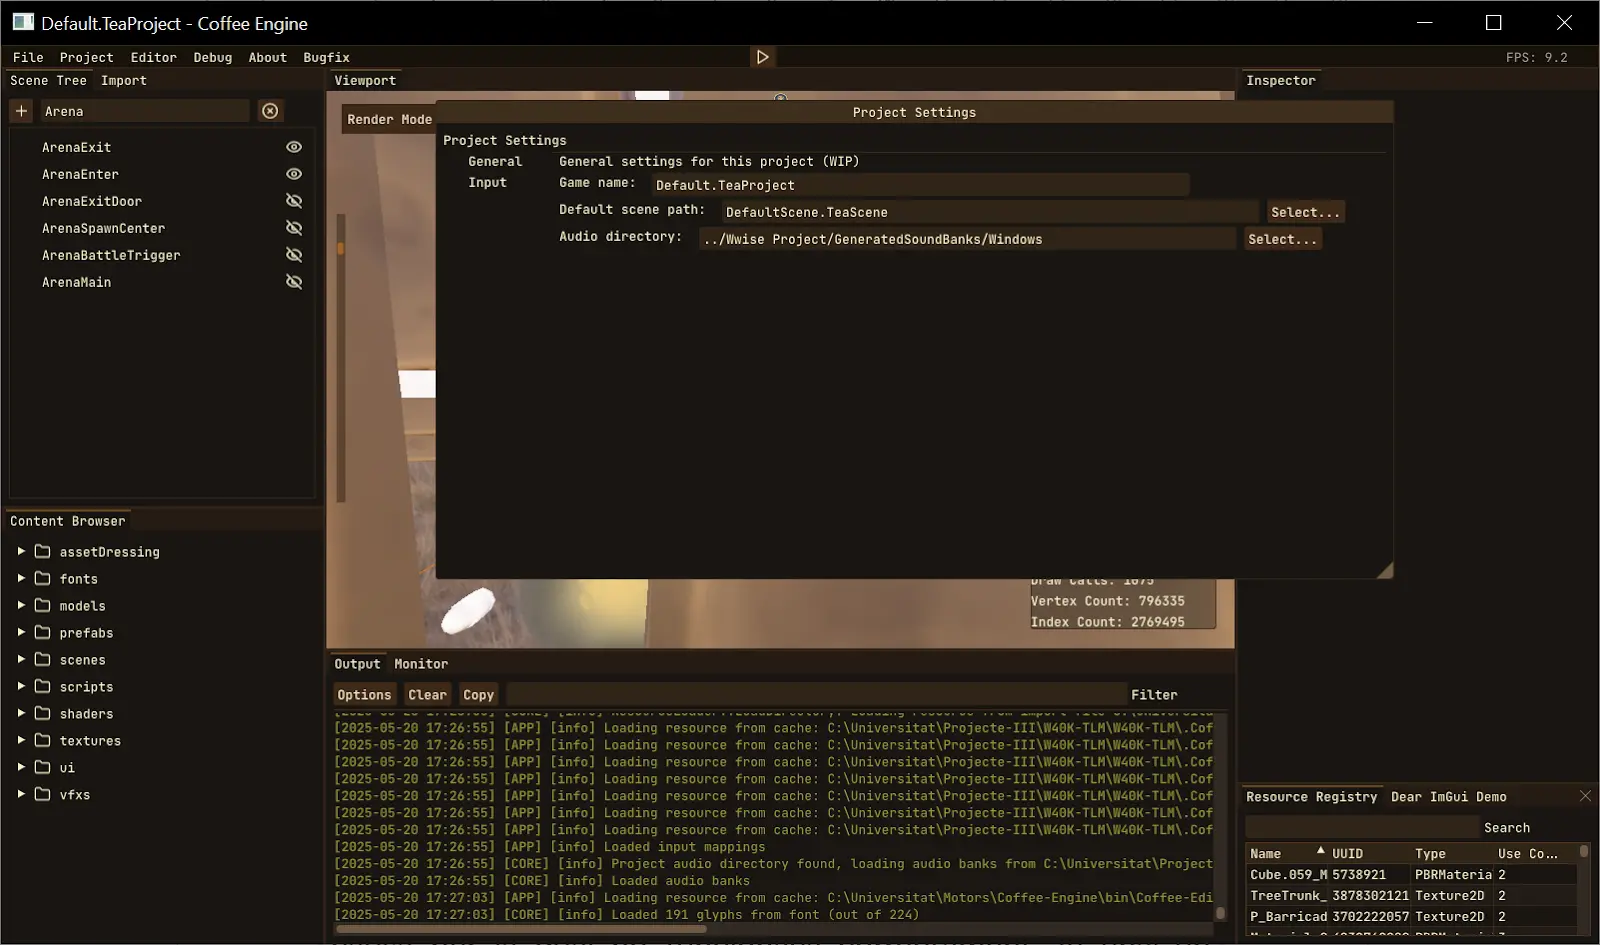 Default.TeaProject - Coffee Engine
File Project Editor Debug About Bugfix
FPS: 9.2
Scene Tree Import
Viewport
Inspector
Arena
ArenaExit
ArenaEnter
ArenaExitDoor
ArenaSpawnCenter
ArenaBattleTrigger
ArenaMain
Render Mode
Project Settings
Project Settings
General
Input
General settings for this project (WIP)
Game name: Default.TeaProject
Default scene path: DefaultScene.TeaScene Select...
Audio directory: ../Wwise Project/GeneratedSoundBanks/Windows Select...
Draw Calls: 1075
Vertex Count: 796335
Index Count: 2769495
Content Browser
assetDressing
fonts
models
prefabs
scenes
scripts
shaders
textures
ui
vfxs
Output Monitor
Options Clear Copy Filter
[2025-05-20 17:26:55] [APP] [info] Loading resource from cache: C:\Universitat\Projecte-III\W40K-TLM\W40K-TLM\.Cof
[2025-05-20 17:26:55] [APP] [info] Loading resource from cache: C:\Universitat\Projecte-III\W40K-TLM\W40K-TLM\.Cof
[2025-05-20 17:26:55] [APP] [info] Loading resource from cache: C:\Universitat\Projecte-III\W40K-TLM\W40K-TLM\.Cof
[2025-05-20 17:26:55] [APP] [info] Loading resource from cache: C:\Universitat\Projecte-III\W40K-TLM\W40K-TLM\.Cof
[2025-05-20 17:26:55] [APP] [info] Loading resource from cache: C:\Universitat\Projecte-III\W40K-TLM\W40K-TLM\.Cof
[2025-05-20 17:26:55] [APP] [info] Loading resource from cache: C:\Universitat\Projecte-III\W40K-TLM\W40K-TLM\.Cof
[2025-05-20 17:26:55] [APP] [info] Loading resource from cache: C:\Universitat\Projecte-III\W40K-TLM\W40K-TLM\.Cof
[2025-05-20 17:26:55] [APP] [info] Loaded input mappings
[2025-05-20 17:26:55] [CORE] [info] Project audio directory found, loading audio banks from C:\Universitat\Project
[2025-05-20 17:26:55] [CORE] [info] Loaded audio banks
[2025-05-20 17:27:03] [APP] [info] Loading resource from cache: C:\Universitat\Motors\Coffee-Engine\bin\Coffee-Edi
[2025-05-20 17:27:03] [CORE] [info] Loaded 191 glyphs from font (out of 224)
Resource Registry Dear ImGui Demo
Search
Name UUID Type Use Co...
Cube.059_M 5738921 PBRMateria 2
TreeTrunk_ 3878302121 Texture2D 2
P_Barricad 3702222057 Texture2D 2